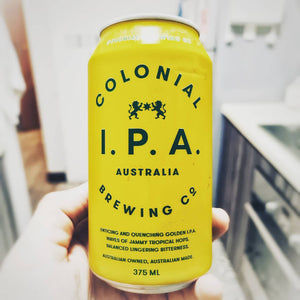 COLONIAL
I. P. A.
AUSTRALIA
BREWING Cº
ENTICING AND QUENCHING GOLDEN I.P.A.
WAVES OF JAMMY TROPICAL HOPS.
BALANCED LINGERING BITTERNESS.
AUSTRALIAN OWNED, AUSTRALIAN MADE.
375 ML